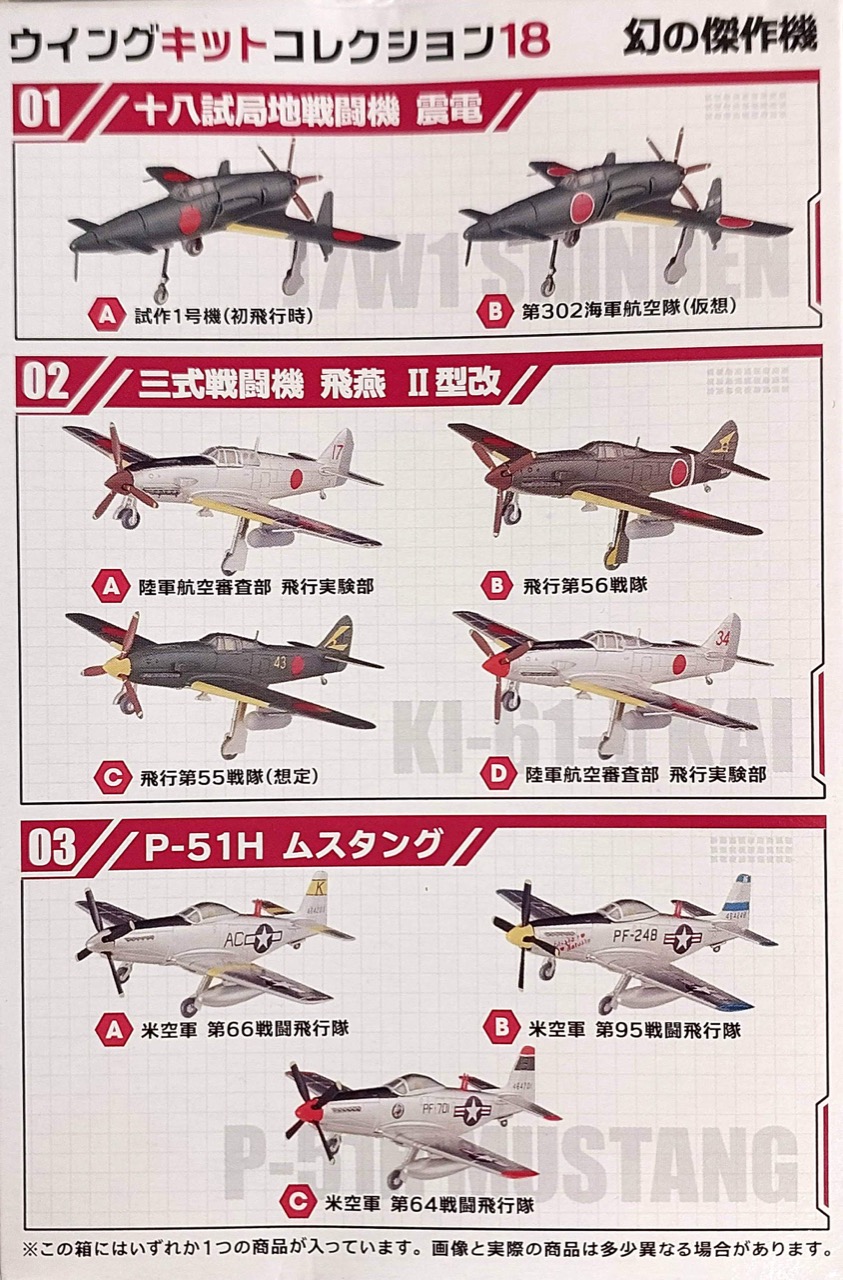 ウイングキットコレクション18 幻の傑作機
01 十八試局地戦闘機 震電
J7W1 SHINDEN
A 試作1号機(初飛行時)
B 第302海軍航空隊(仮想)
02 三式戦闘機 飛燕 Ⅱ型改
17
A 陸軍航空審査部 飛行実験部
B 飛行第56戦隊
43
34
KI-61-II KAI
C 飛行第55戦隊(想定)
D 陸軍航空審査部 飛行実験部
03 P-51H ムスタング
K
AC
PF-248
A 米空軍 第66戦闘飛行隊
B 米空軍 第95戦闘飛行隊
PF-701
P-51H MUSTANG
C 米空軍 第64戦闘飛行隊
※この箱にはいずれか1つの商品が入っています。画像と実際の商品は多少異なる場合があります。